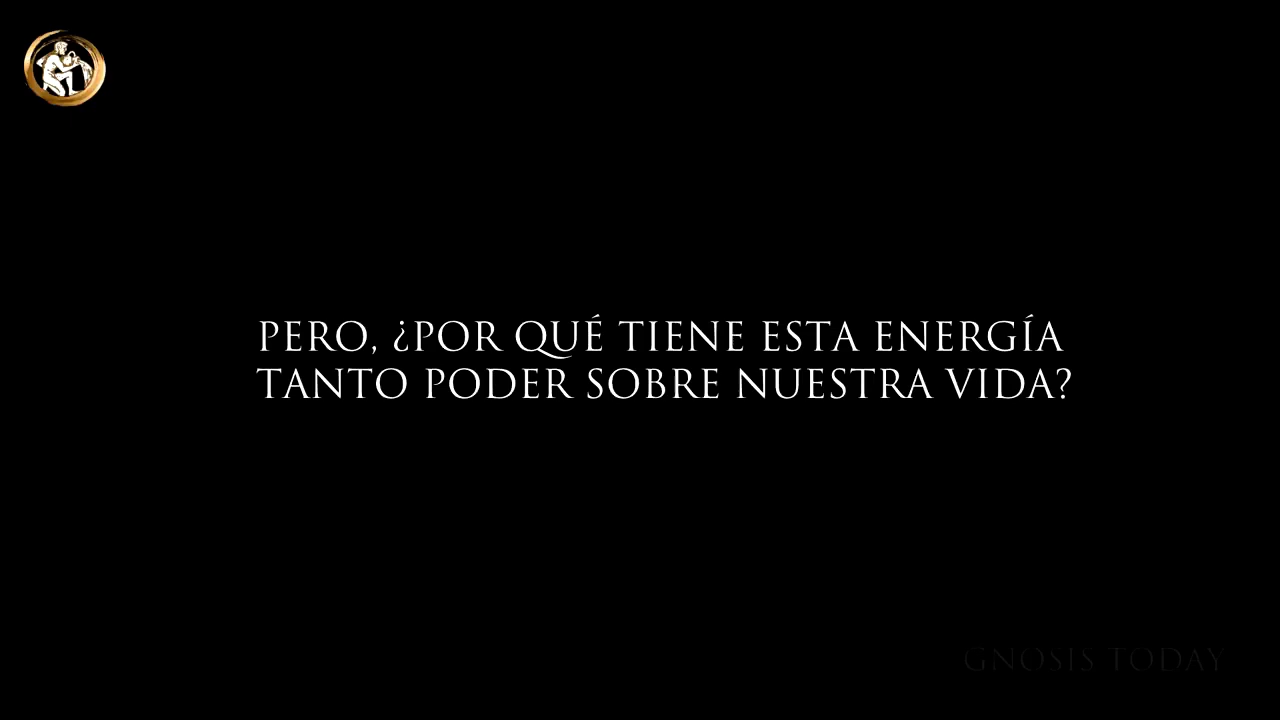 PERO, ¿POR QUÉ TIENE ESTA ENERGÍA
TANTO PODER SOBRE NUESTRA VIDA?
GNOSIS TODAY